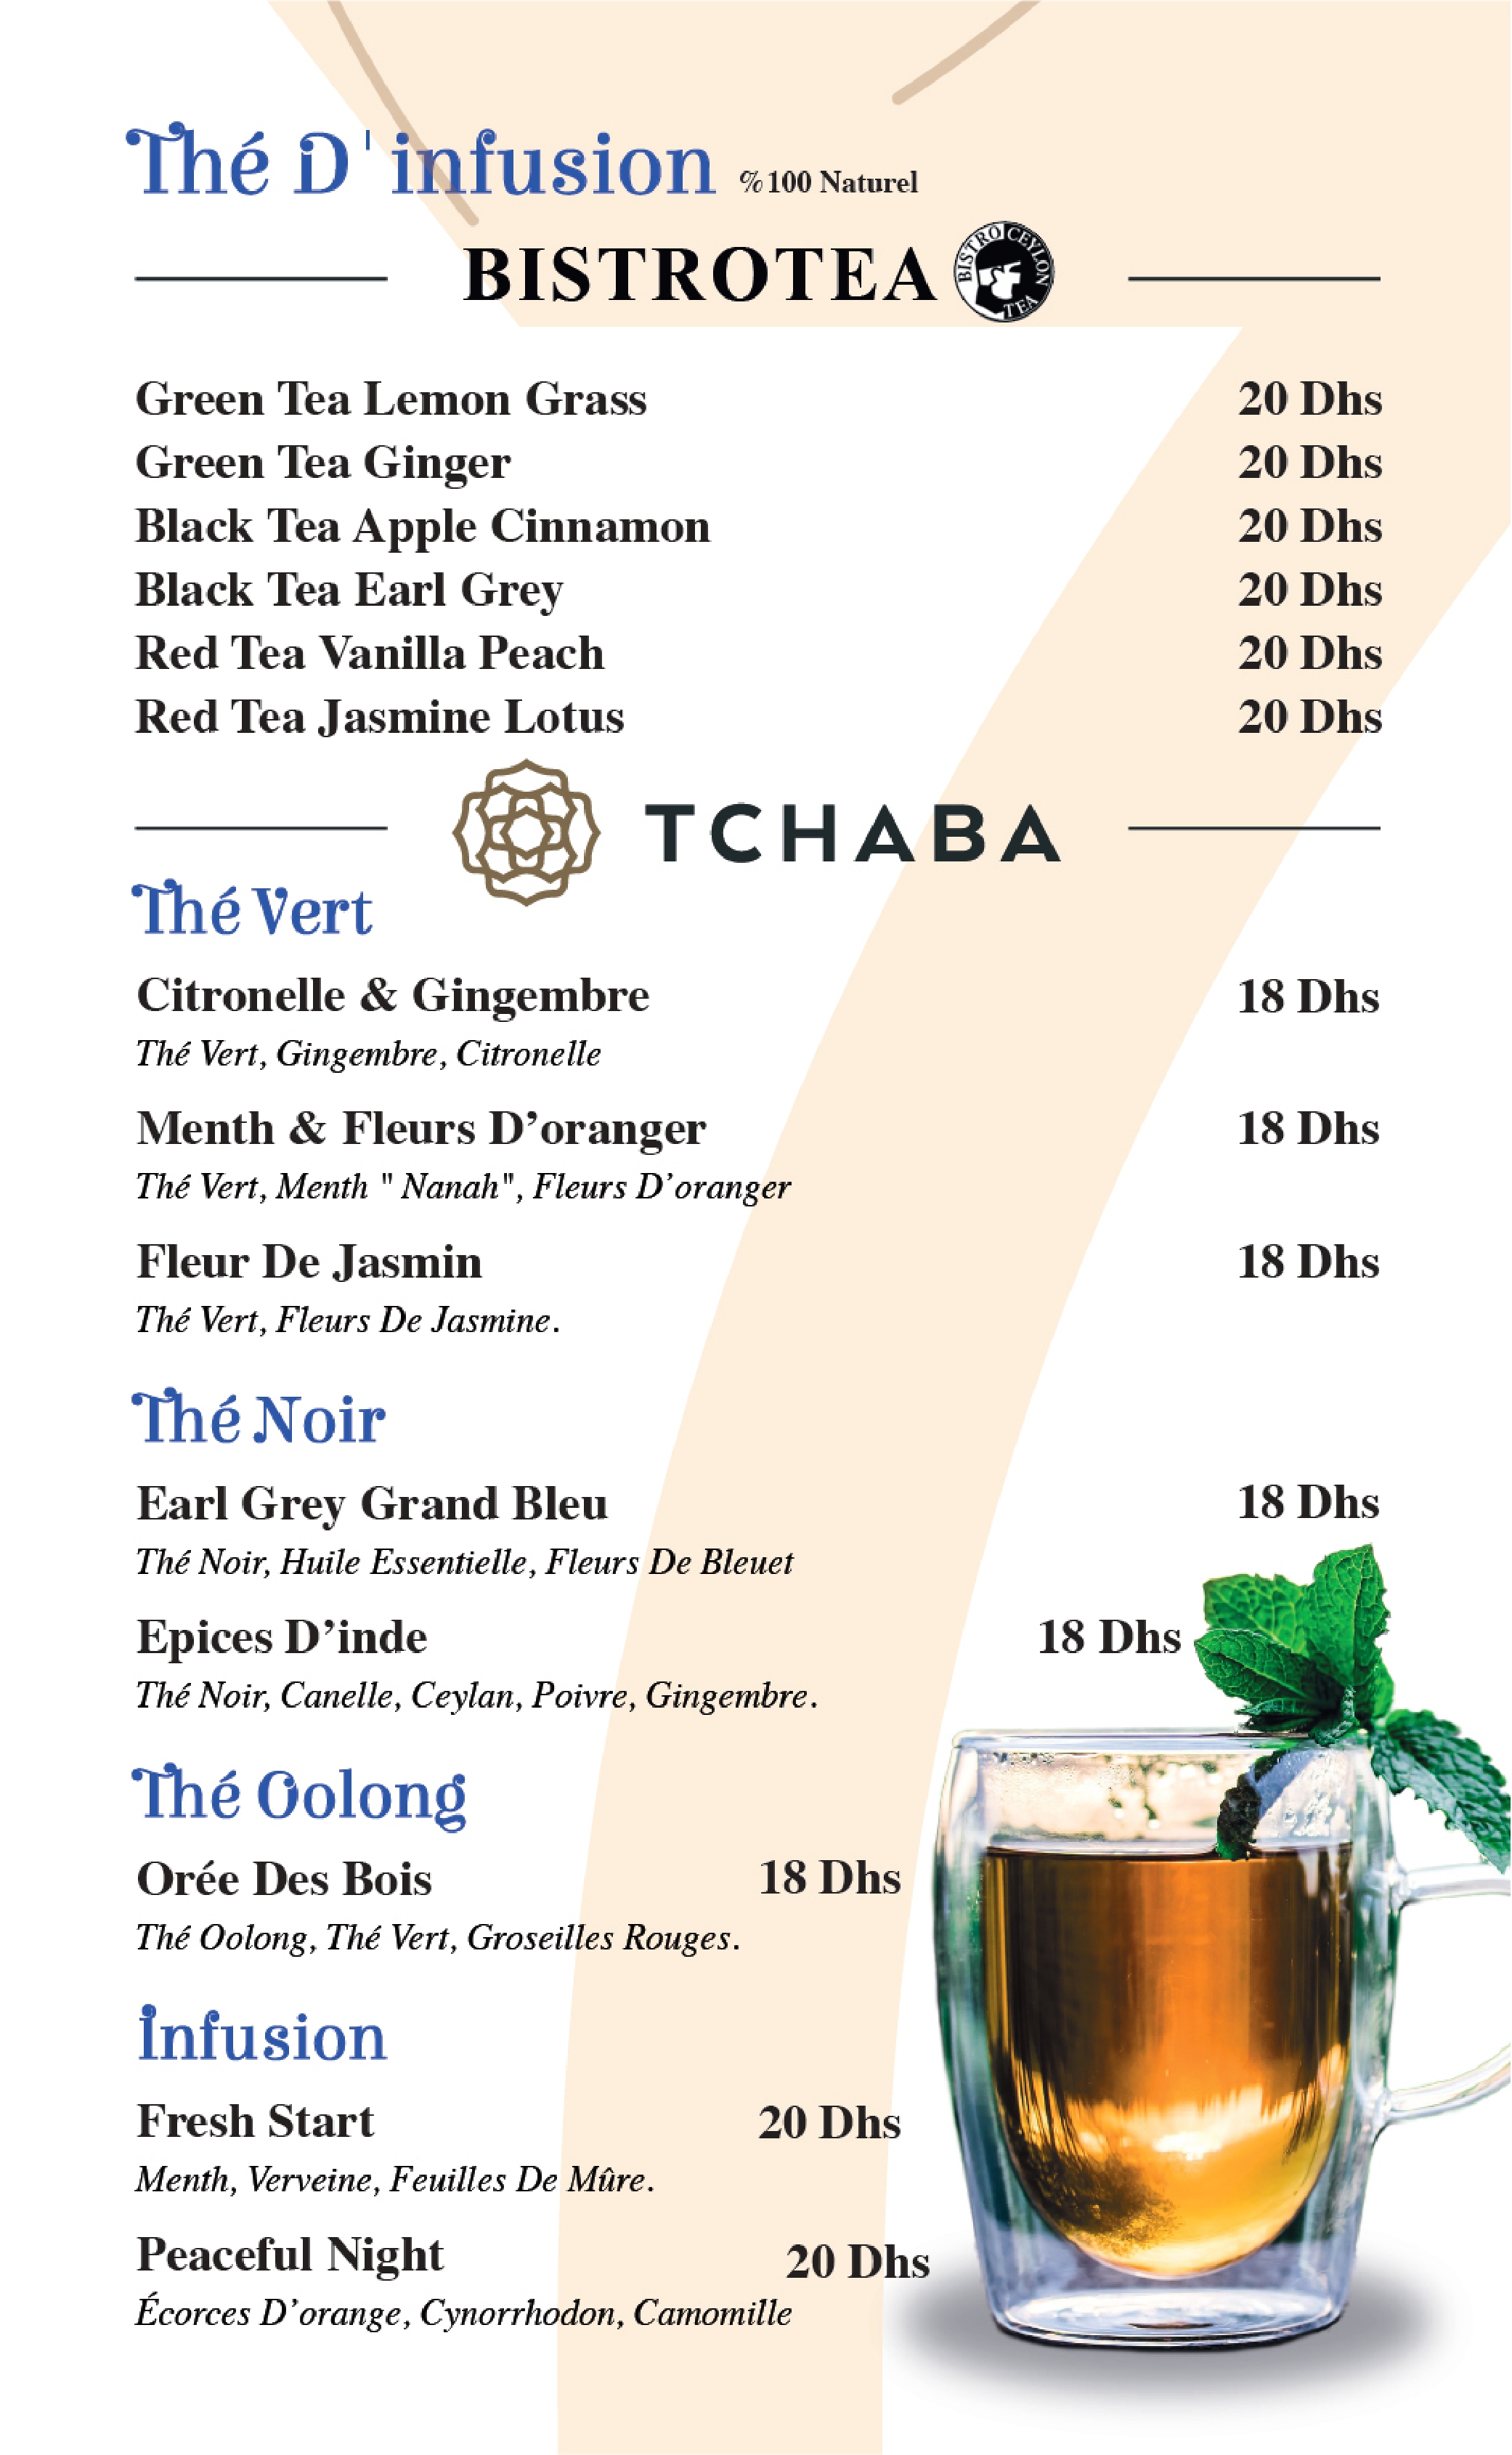 Thé D'infusion %100 Naturel
BISTROTEA BISTRO CEYLON TEA
Green Tea Lemon Grass 20 Dhs
Green Tea Ginger 20 Dhs
Black Tea Apple Cinnamon 20 Dhs
Black Tea Earl Grey 20 Dhs
Red Tea Vanilla Peach 20 Dhs
Red Tea Jasmine Lotus 20 Dhs
TCHABA
Thé Vert
Citronelle & Gingembre 18 Dhs
Thé Vert, Gingembre, Citronelle
Menth & Fleurs D’oranger 18 Dhs
Thé Vert, Menth " Nanah", Fleurs D’oranger
Fleur De Jasmin 18 Dhs
Thé Vert, Fleurs De Jasmine.
Thé Noir
Earl Grey Grand Bleu 18 Dhs
Thé Noir, Huile Essentielle, Fleurs De Bleuet
Epices D’inde 18 Dhs
Thé Noir, Canelle, Ceylan, Poivre, Gingembre.
Thé Oolong
Orée Des Bois 18 Dhs
Thé Oolong, Thé Vert, Groseilles Rouges.
Infusion
Fresh Start 20 Dhs
Menth, Verveine, Feuilles De Mûre.
Peaceful Night 20 Dhs
Écorces D’orange, Cynorrhodon, Camomille